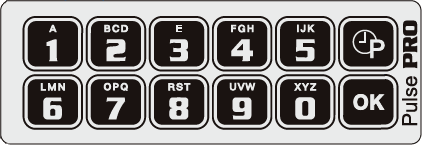 A BCD E FGH IJK
1 2 3 4 5 P
LMN OPQ RST UVW XYZ
6 7 8 9 0 OK
Pulse PRO